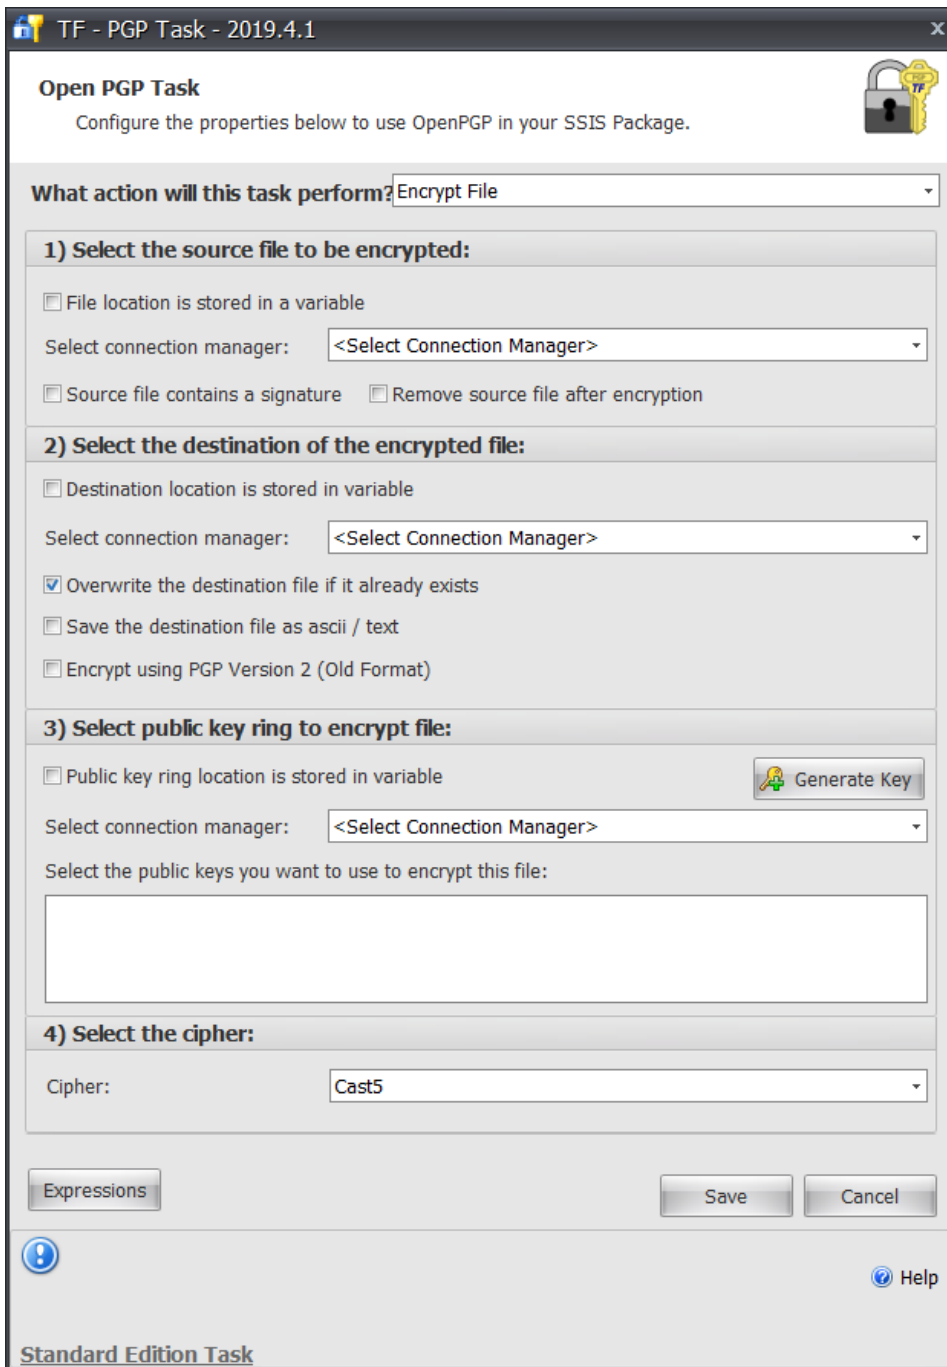 TF - PGP Task - 2019.4.1
x
Open PGP Task
PGP
TF
Configure the properties below to use OpenPGP in your SSIS Package.
What action will this task perform? Encrypt File
1) Select the source file to be encrypted:
File location is stored in a variable
Select connection manager: <Select Connection Manager>
Source file contains a signature Remove source file after encryption
2) Select the destination of the encrypted file:
Destination location is stored in variable
Select connection manager: <Select Connection Manager>
Overwrite the destination file if it already exists
Save the destination file as ascii / text
Encrypt using PGP Version 2 (Old Format)
3) Select public key ring to encrypt file:
Public key ring location is stored in variable Generate Key
Select connection manager: <Select Connection Manager>
Select the public keys you want to use to encrypt this file:
4) Select the cipher:
Cipher: Cast5
Expressions Save Cancel
Help
Standard Edition Task